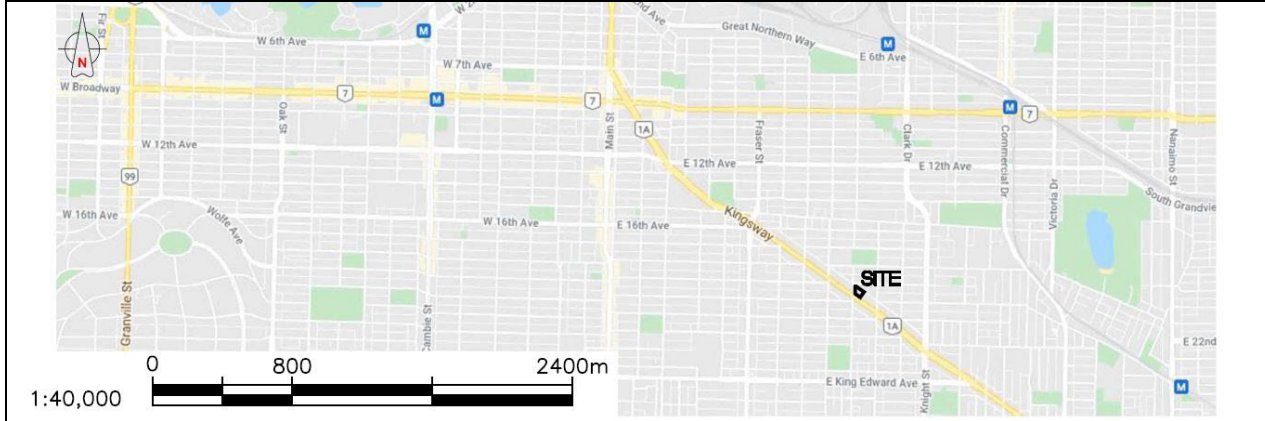 Fir St
W 6th Ave
W 2
2nd Ave
Great Northern Way
M
M
E 6th Ave
N
W 7th Ave
W Broadway
7
M
7
M
7
Oak St
Main St
1A
Fraser St
Clark Dr
Commercial Dr
Nanaimo St
W 12th Ave
E 12th Ave
E 12th Ave
99
Victoria Dr
South Grandvie
W 16th Ave
Wolfe Ave
W 16th Ave
E 16th Ave
Kingsway
SITE
Granville St
Cambie St
1A
E 22nd
0 800 2400m
E King Edward Ave
Knight St
M
1:40,000